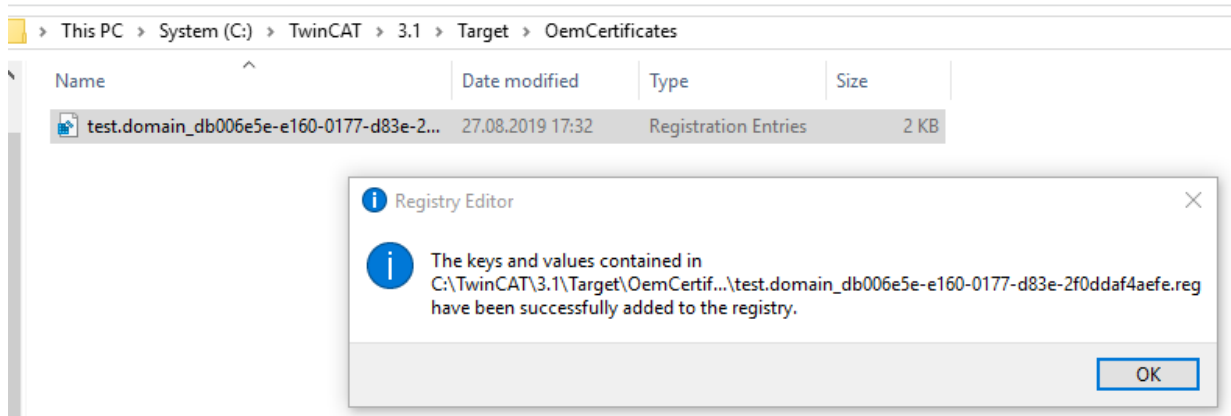 This PC > System (C:) > TwinCAT > 3.1 > Target > OemCertificates
Name Date modified Type Size
test.domain_db006e5e-e160-0177-d83e-2... 27.08.2019 17:32 Registration Entries 2 KB
Registry Editor
The keys and values contained in
C:\TwinCAT\3.1\Target\OemCertif...\test.domain_db006e5e-e160-0177-d83e-2f0ddaf4aefe.reg
have been successfully added to the registry.
OK